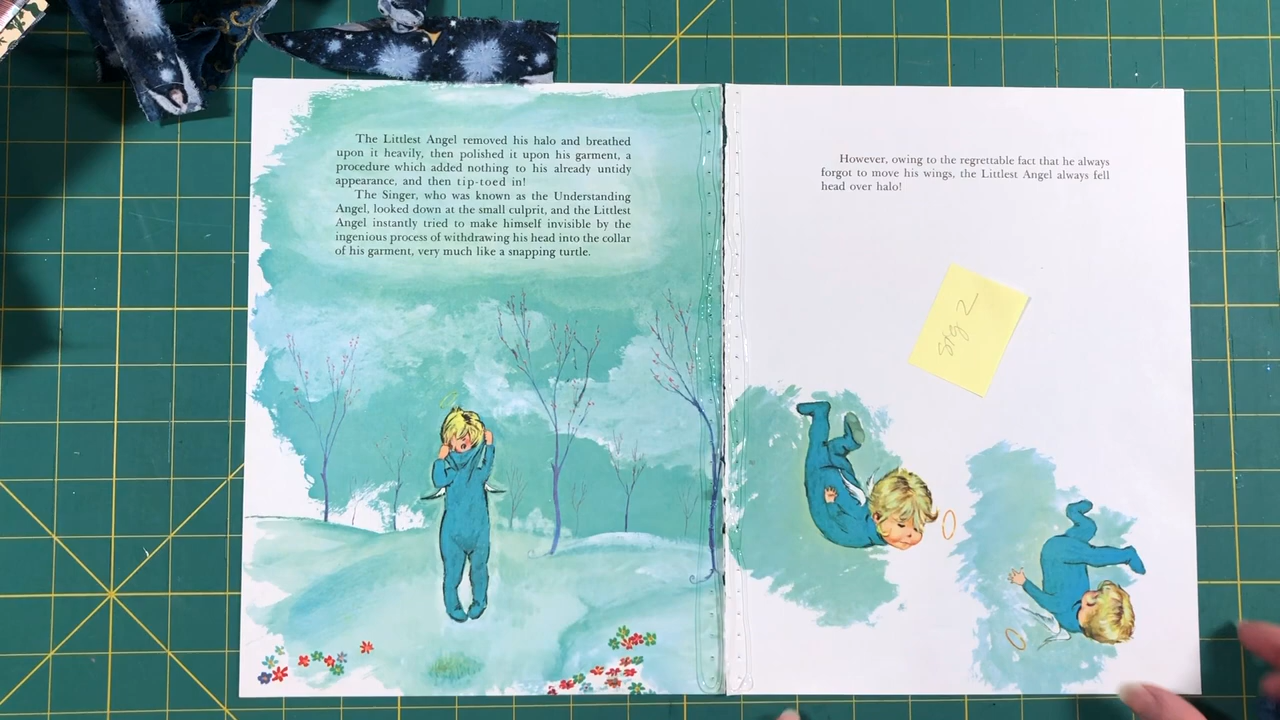 The Littlest Angel removed his halo and breathed
upon it heavily, then polished it upon his garment, a
procedure which added nothing to his already untidy
appearance, and then tip-toed in!
The Singer, who was known as the Understanding
Angel, looked down at the small culprit, and the Littlest
Angel instantly tried to make himself invisible by the
ingenious process of withdrawing his head into the collar
of his garment, very much like a snapping turtle.
However, owing to the regrettable fact that he always
forgot to move his wings, the Littlest Angel always fell
head over halo!
Step 2